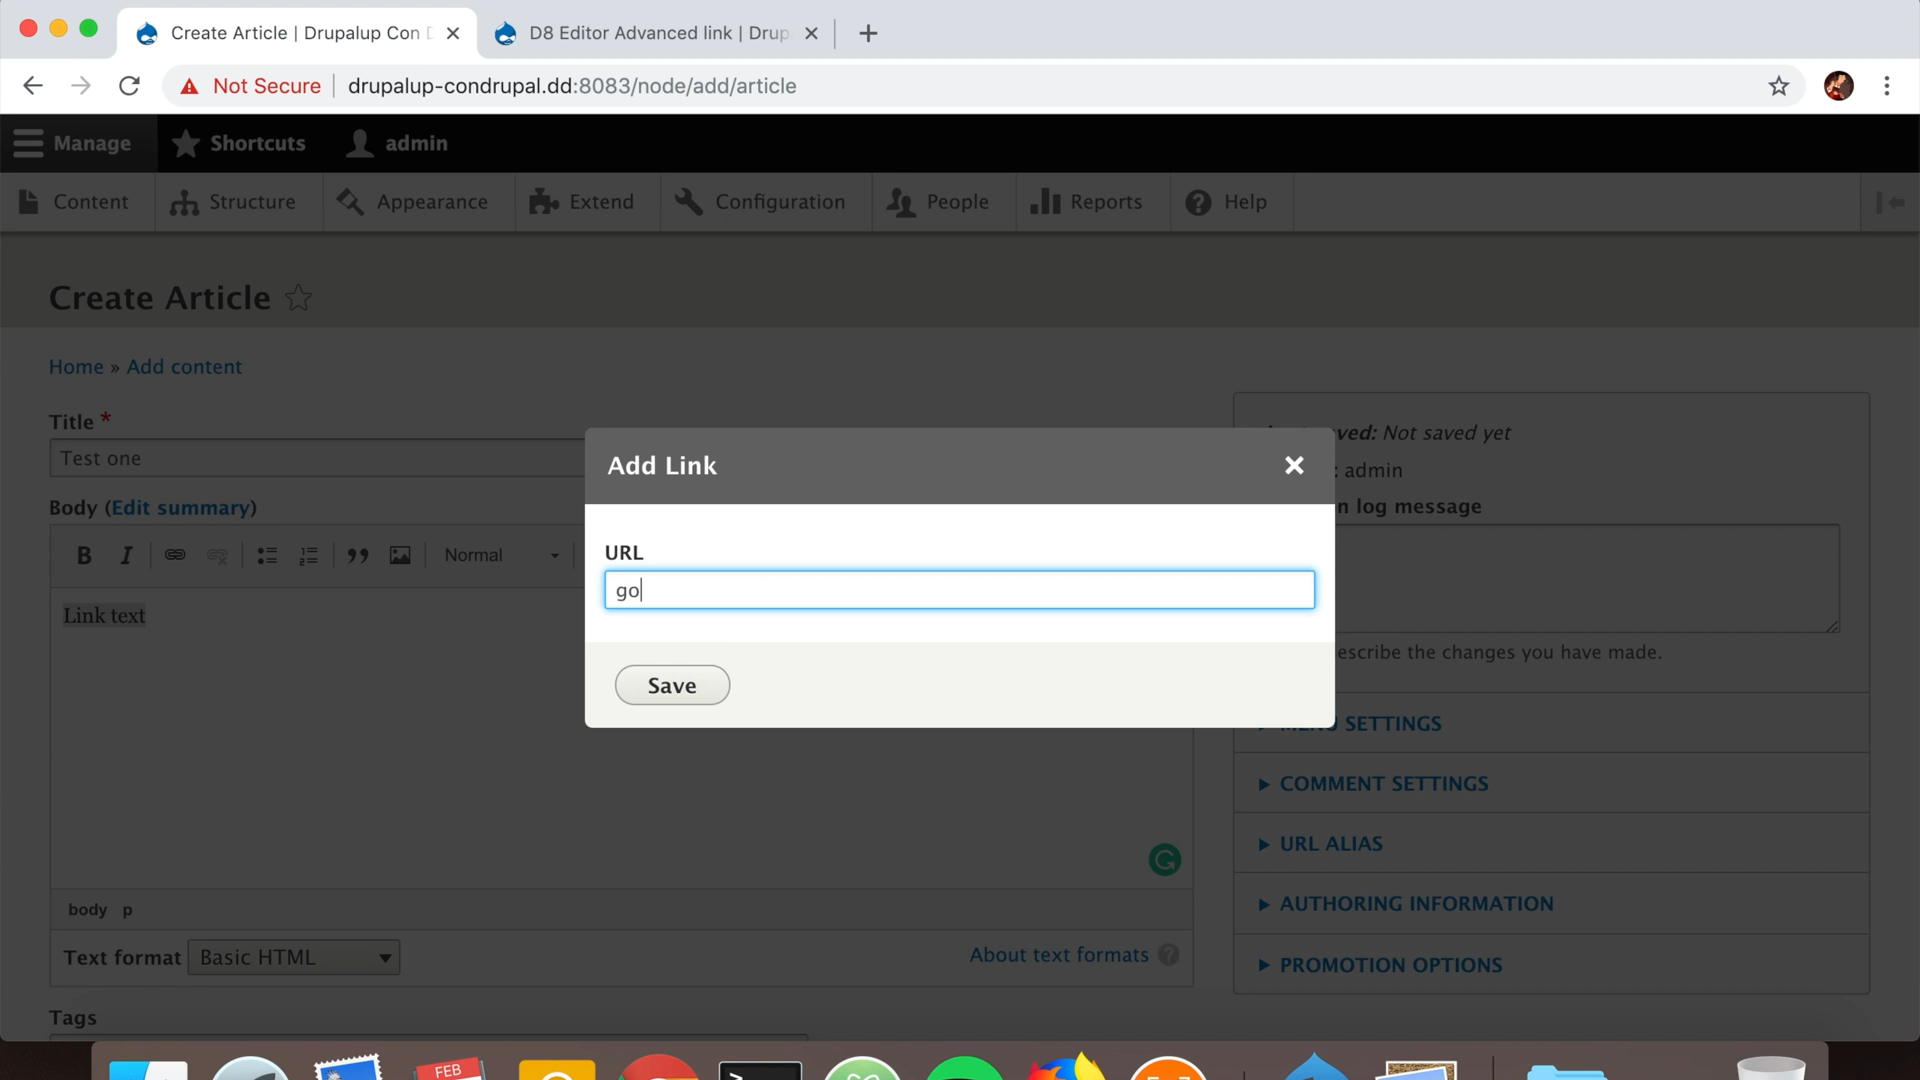 Create Article | Drupalup Con D
D8 Editor Advanced link | Drup
Not Secure
drupalup-condrupal.dd:8083/node/add/article
Manage
Shortcuts
admin
Content
Structure
Appearance
Extend
Configuration
People
Reports
Help
Create Article
Home » Add content
Title *
Test one
Body (Edit summary)
B I
Normal
Link text
body p
Text format
Basic HTML
About text formats ?
Tags
Add Link
URL
go
Save
ved: Not saved yet
: admin
n log message
escribe the changes you have made.
SETTINGS
COMMENT SETTINGS
URL ALIAS
AUTHORING INFORMATION
PROMOTION OPTIONS
FEB